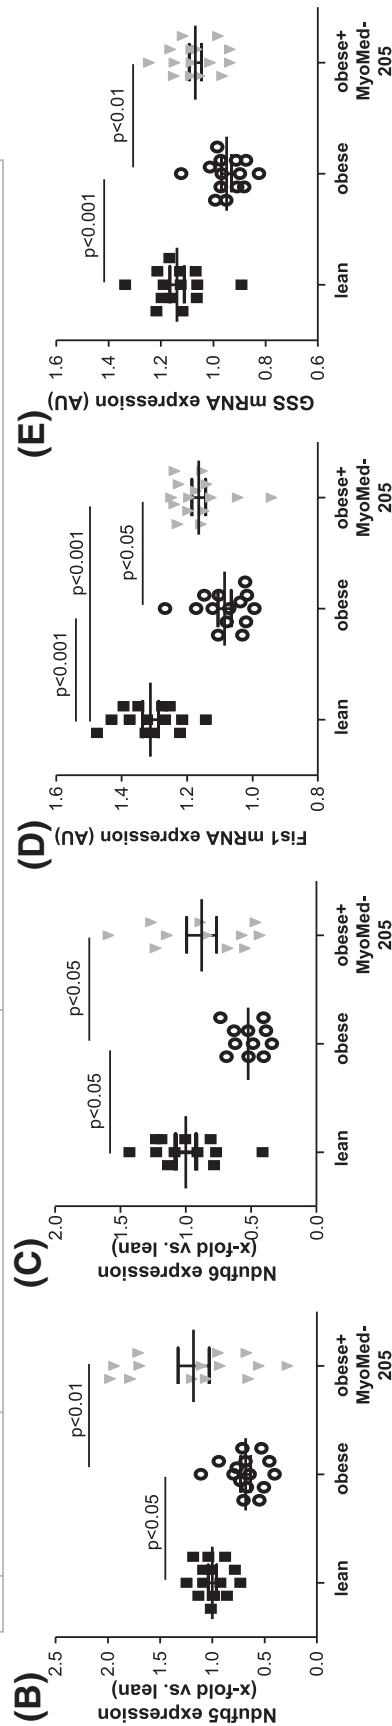 (B)
Ndufb5 expression
(x-fold vs. lean)
2.5
2.0
1.5
1.0
0.5
0.0
p<0.05
p<0.01
lean
obese
obese+
MyoMed-
205
(C)
Ndufb6 expression
(x-fold vs. lean)
2.0
1.5
1.0
0.5
0.0
p<0.05
p<0.05
lean
obese
obese+
MyoMed-
205
(D)
Fis1 mRNA expression (AU)
1.6
1.4
1.2
1.0
0.8
p<0.001
p<0.001
p<0.05
lean
obese
obese+
MyoMed-
205
(E)
GSS mRNA expression (AU)
1.6
1.4
1.2
1.0
0.8
0.6
p<0.001
p<0.01
lean
obese
obese+
MyoMed-
205